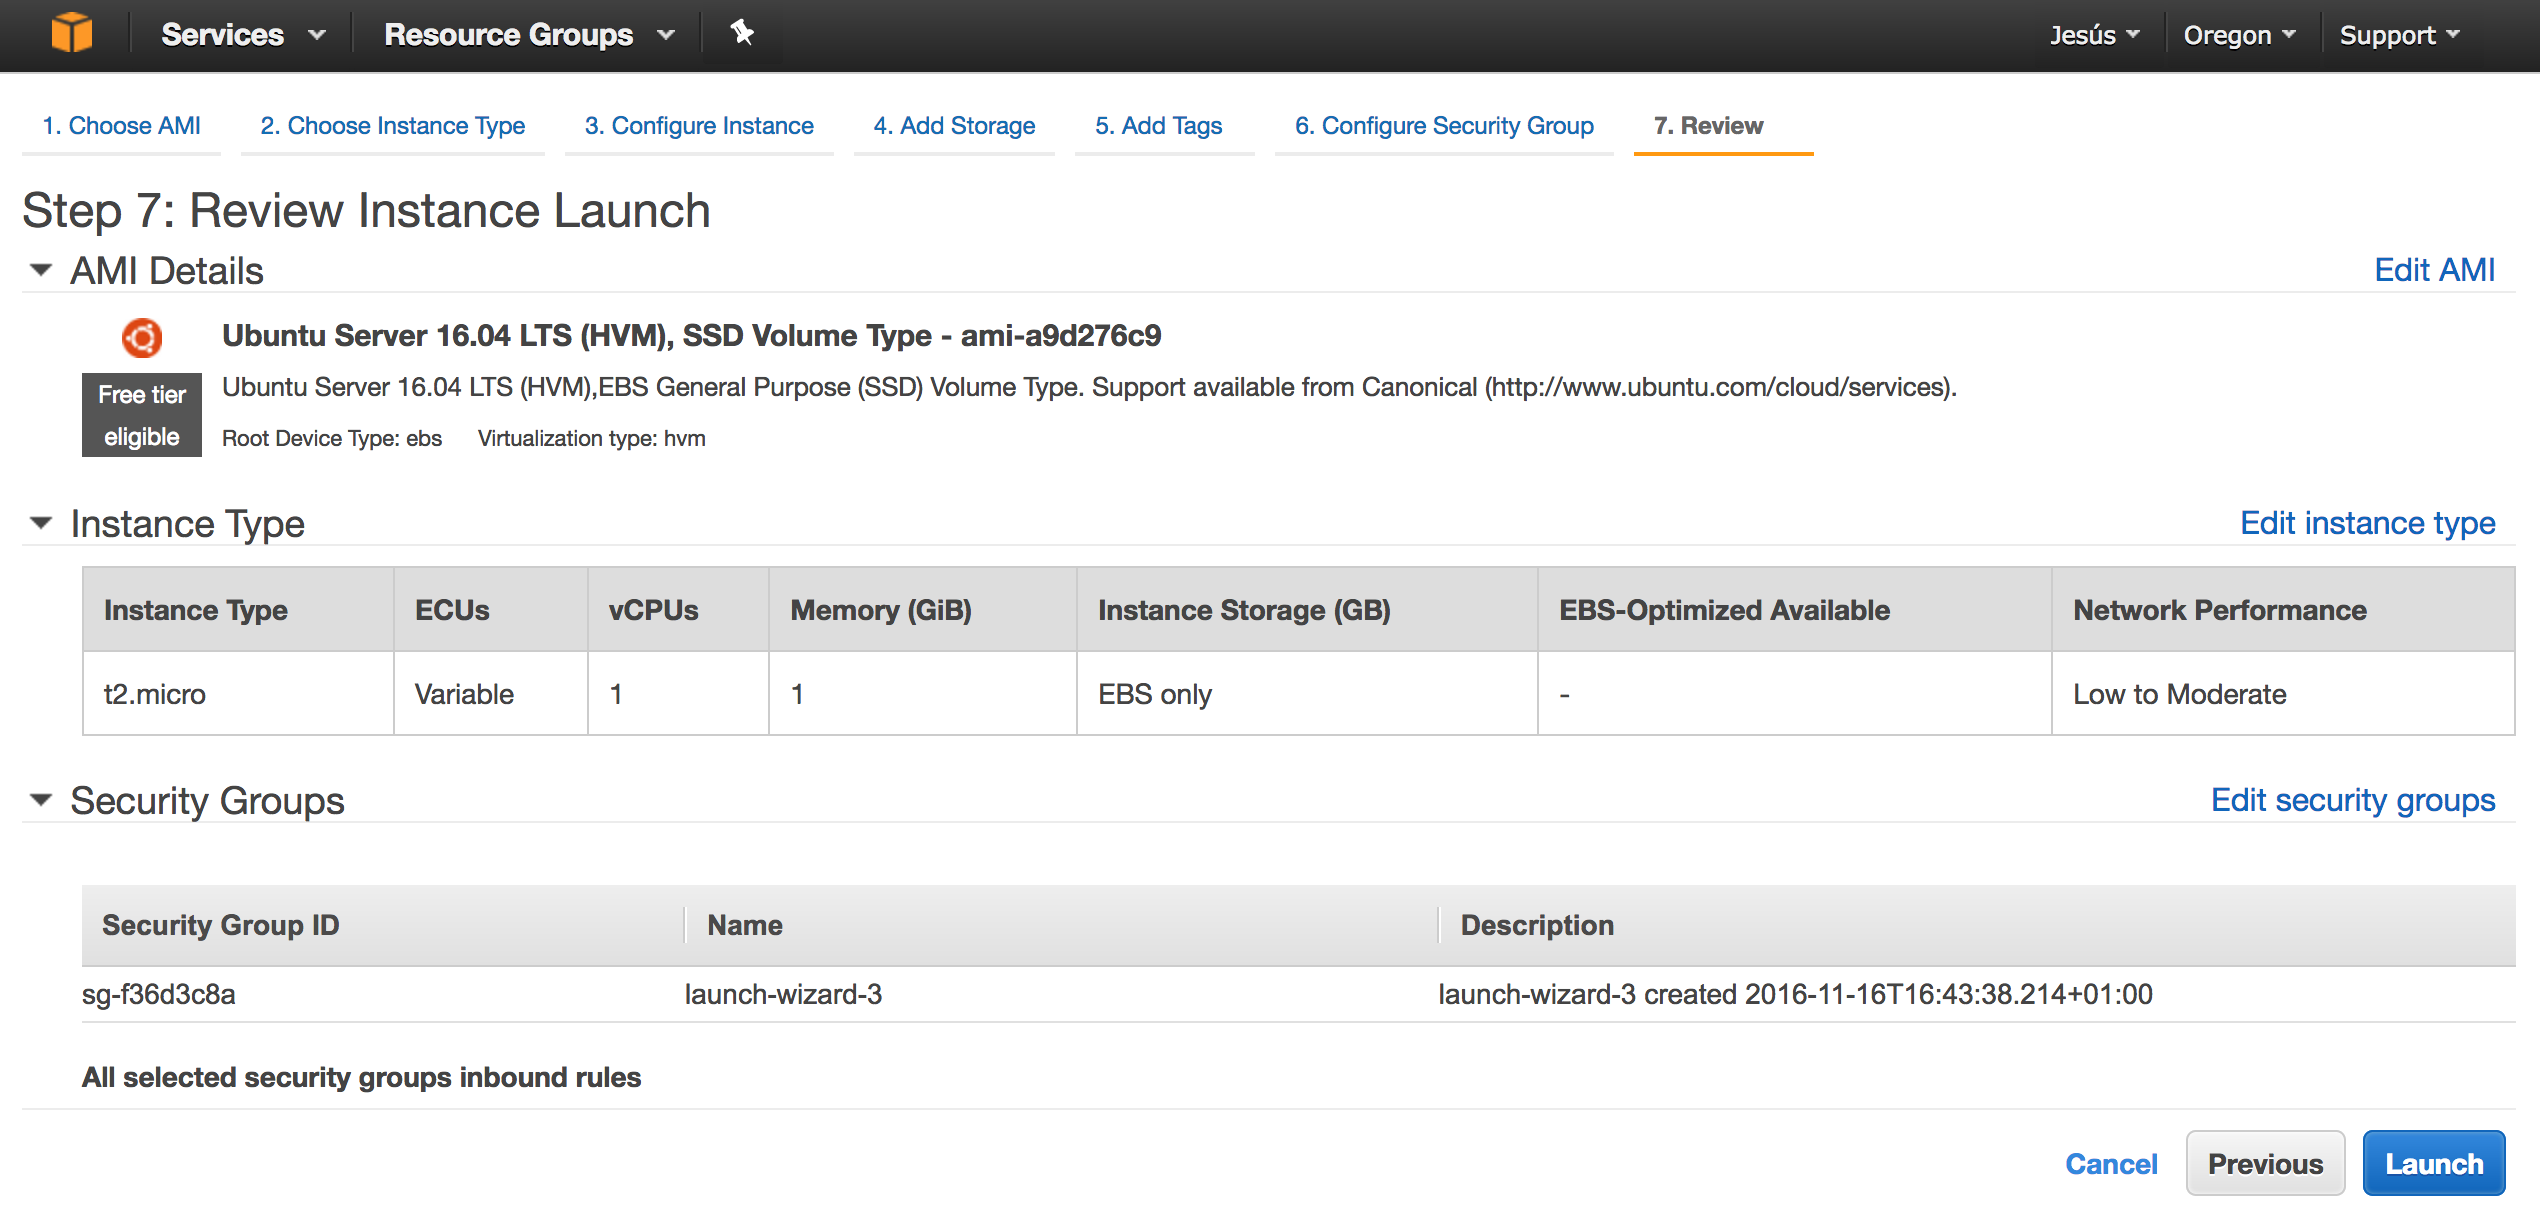 Services Resource Groups Jesús Oregon Support
1. Choose AMI 2. Choose Instance Type 3. Configure Instance 4. Add Storage 5. Add Tags 6. Configure Security Group 7. Review
Step 7: Review Instance Launch
AMI Details Edit AMI
Ubuntu Server 16.04 LTS (HVM), SSD Volume Type - ami-a9d276c9
Free tier eligible
Ubuntu Server 16.04 LTS (HVM),EBS General Purpose (SSD) Volume Type. Support available from Canonical (http://www.ubuntu.com/cloud/services).
Root Device Type: ebs Virtualization type: hvm
Instance Type Edit instance type
Instance Type ECUs vCPUs Memory (GiB) Instance Storage (GB) EBS-Optimized Available Network Performance
t2.micro Variable 1 1 EBS only - Low to Moderate
Security Groups Edit security groups
Security Group ID Name Description
sg-f36d3c8a launch-wizard-3 launch-wizard-3 created 2016-11-16T16:43:38.214+01:00
All selected security groups inbound rules
Cancel Previous Launch